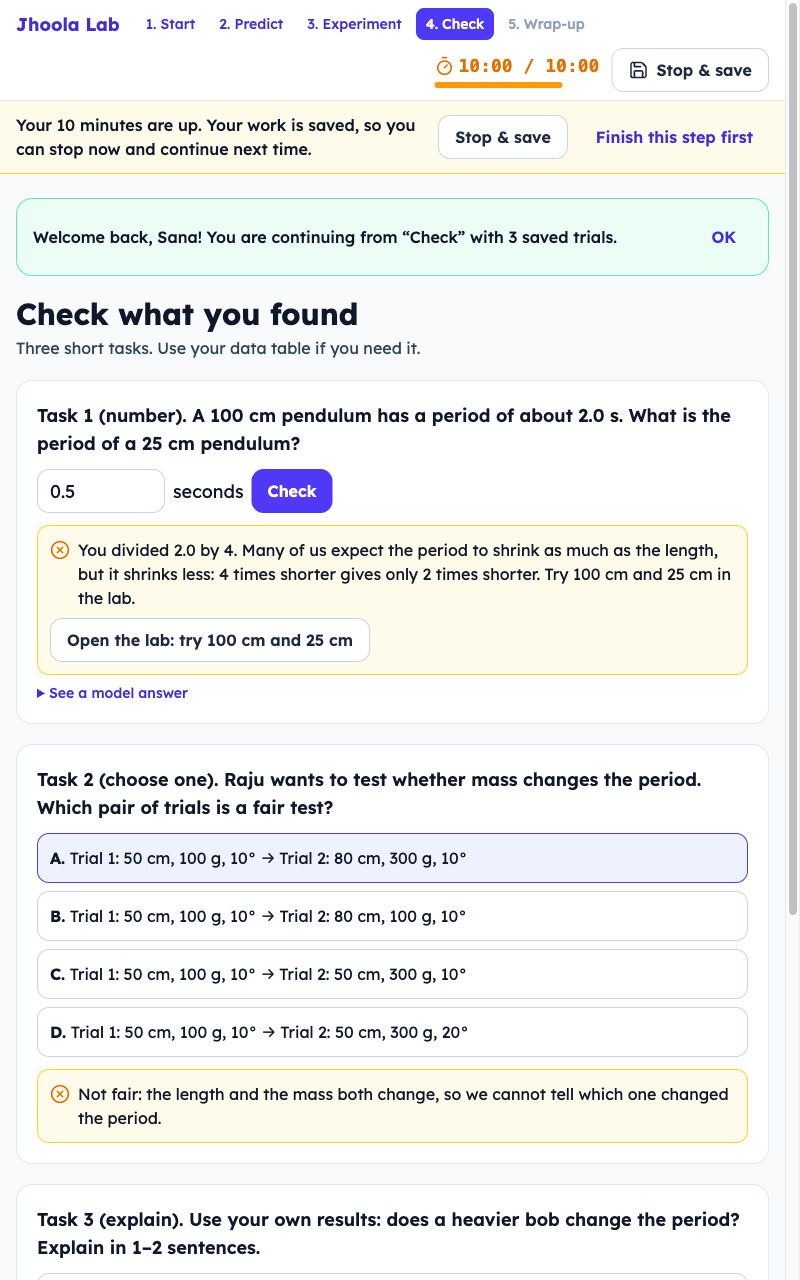 Jhoola Lab
1. Start
2. Predict
3. Experiment
4. Check
5. Wrap-up
10:00 / 10:00
Stop & save
Your 10 minutes are up. Your work is saved, so you
can stop now and continue next time.
Stop & save
Finish this step first
Welcome back, Sana! You are continuing from “Check” with 3 saved trials.
OK
Check what you found
Three short tasks. Use your data table if you need it.
Task 1 (number). A 100 cm pendulum has a period of about 2.0 s. What is the
period of a 25 cm pendulum?
0.5
seconds
Check
You divided 2.0 by 4. Many of us expect the period to shrink as much as the length,
but it shrinks less: 4 times shorter gives only 2 times shorter. Try 100 cm and 25 cm in
the lab.
Open the lab: try 100 cm and 25 cm
See a model answer
Task 2 (choose one). Raju wants to test whether mass changes the period.
Which pair of trials is a fair test?
A. Trial 1: 50 cm, 100 g, 10° → Trial 2: 80 cm, 300 g, 10°
B. Trial 1: 50 cm, 100 g, 10° → Trial 2: 80 cm, 100 g, 10°
C. Trial 1: 50 cm, 100 g, 10° → Trial 2: 50 cm, 300 g, 10°
D. Trial 1: 50 cm, 100 g, 10° → Trial 2: 50 cm, 300 g, 20°
Not fair: the length and the mass both change, so we cannot tell which one changed
the period.
Task 3 (explain). Use your own results: does a heavier bob change the period?
Explain in 1–2 sentences.